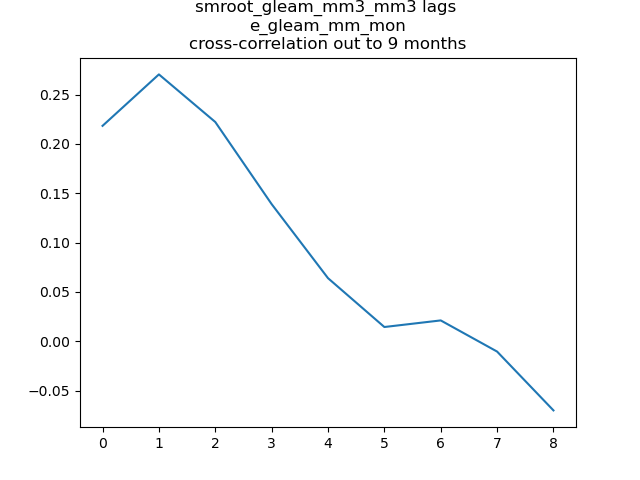 smroot_gleam_mm3_mm3 lags
e_gleam_mm_mon
cross-correlation out to 9 months
0.25
0.20
0.15
0.10
0.05
0.00
−0.05
0 1 2 3 4 5 6 7 8